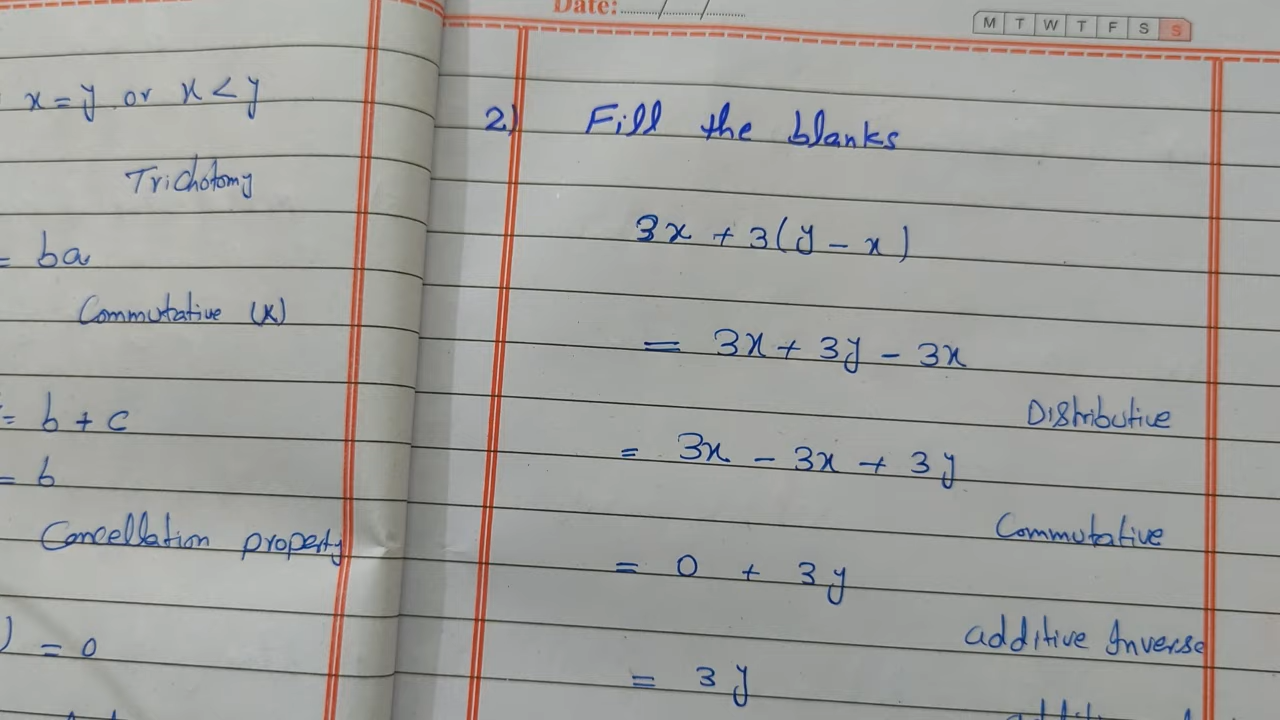 x = y or x < y
Trichotomy
= ba
Commutative (x)
= b + c
= b
Cancellation property
) = 0
Date: ....../....../......
M T W T F S S
2) Fill the blanks
3x + 3(y - x)
= 3x + 3y - 3x
Distributive
= 3x - 3x + 3y
Commutative
= 0 + 3y
additive Inverse
= 3y